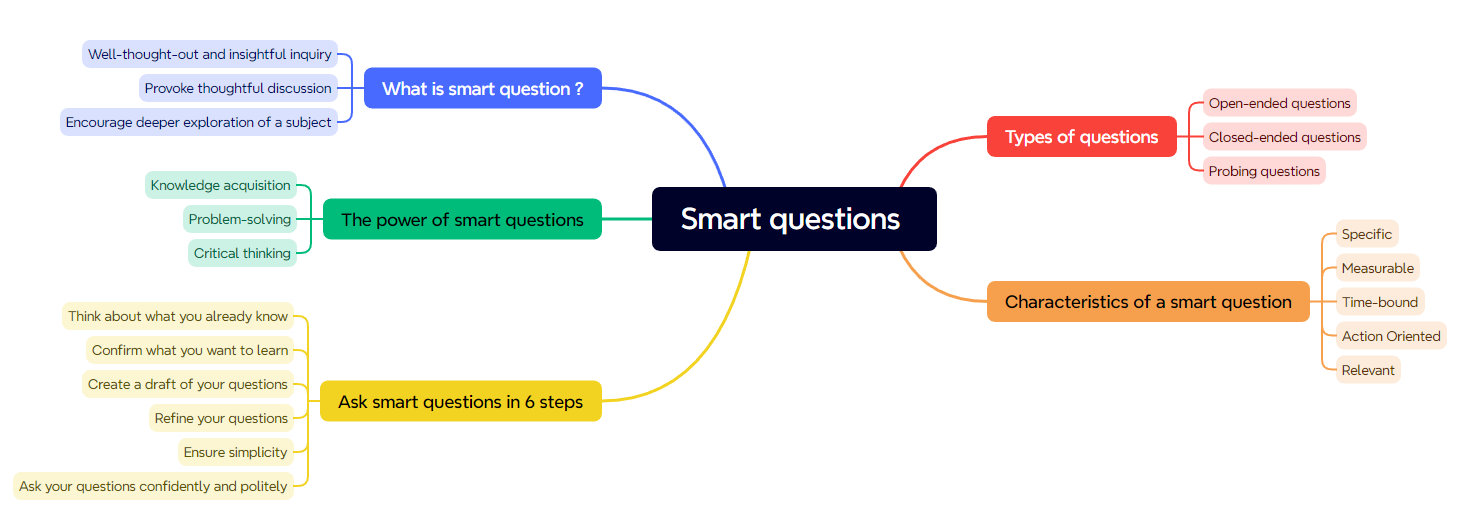 Smart questions
What is smart question ?
Well-thought-out and insightful inquiry
Provoke thoughtful discussion
Encourage deeper exploration of a subject
The power of smart questions
Knowledge acquisition
Problem-solving
Critical thinking
Ask smart questions in 6 steps
Think about what you already know
Confirm what you want to learn
Create a draft of your questions
Refine your questions
Ensure simplicity
Ask your questions confidently and politely
Types of questions
Open-ended questions
Closed-ended questions
Probing questions
Characteristics of a smart question
Specific
Measurable
Time-bound
Action Oriented
Relevant